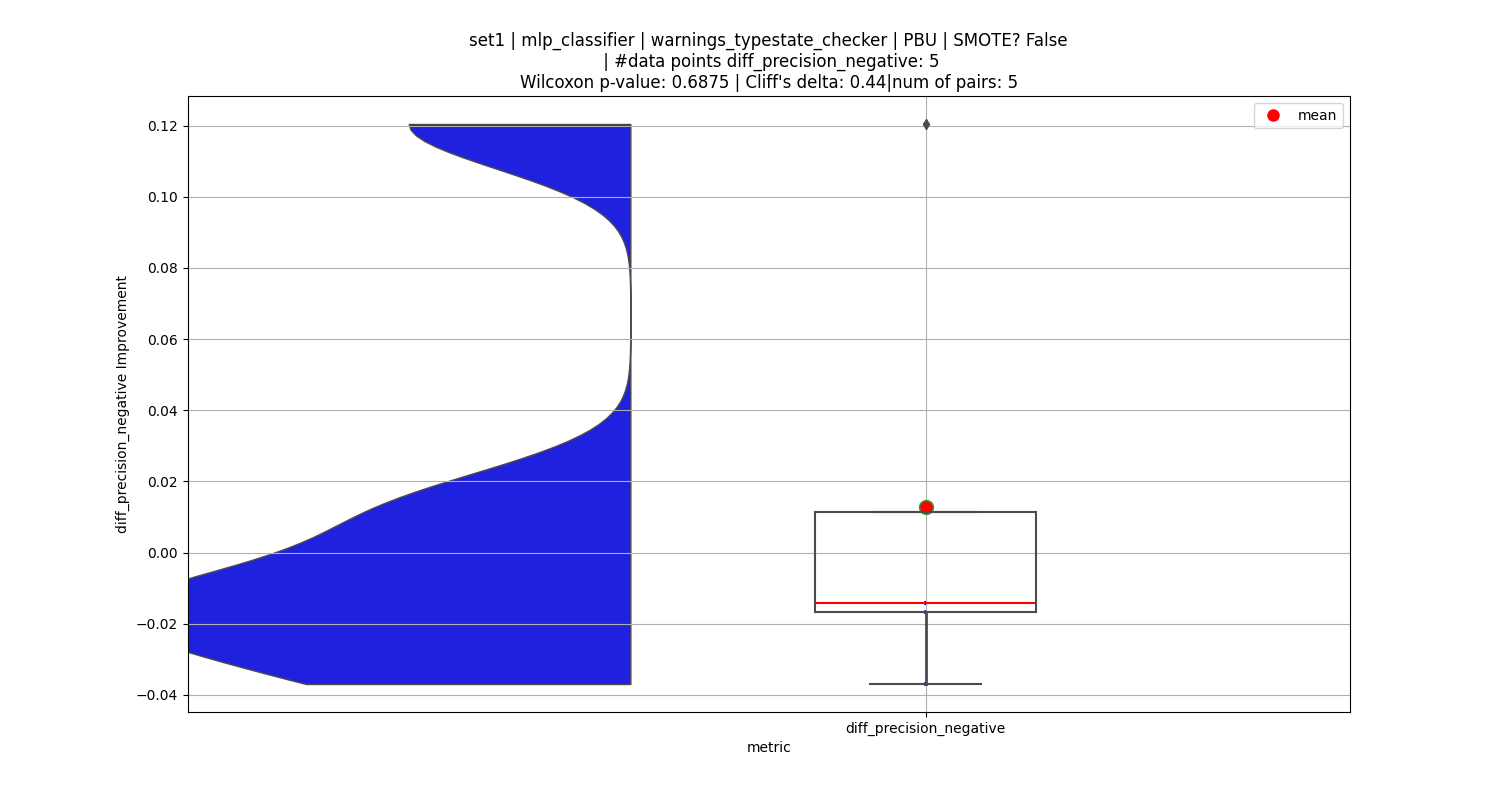 set1 | mlp_classifier | warnings_typestate_checker | PBU | SMOTE? False
| #data points diff_precision_negative: 5
Wilcoxon p-value: 0.6875 | Cliff's delta: 0.44|num of pairs: 5
mean
0.12
0.10
0.08
0.06
0.04
0.02
0.00
−0.02
−0.04
diff_precision_negative Improvement
diff_precision_negative
metric